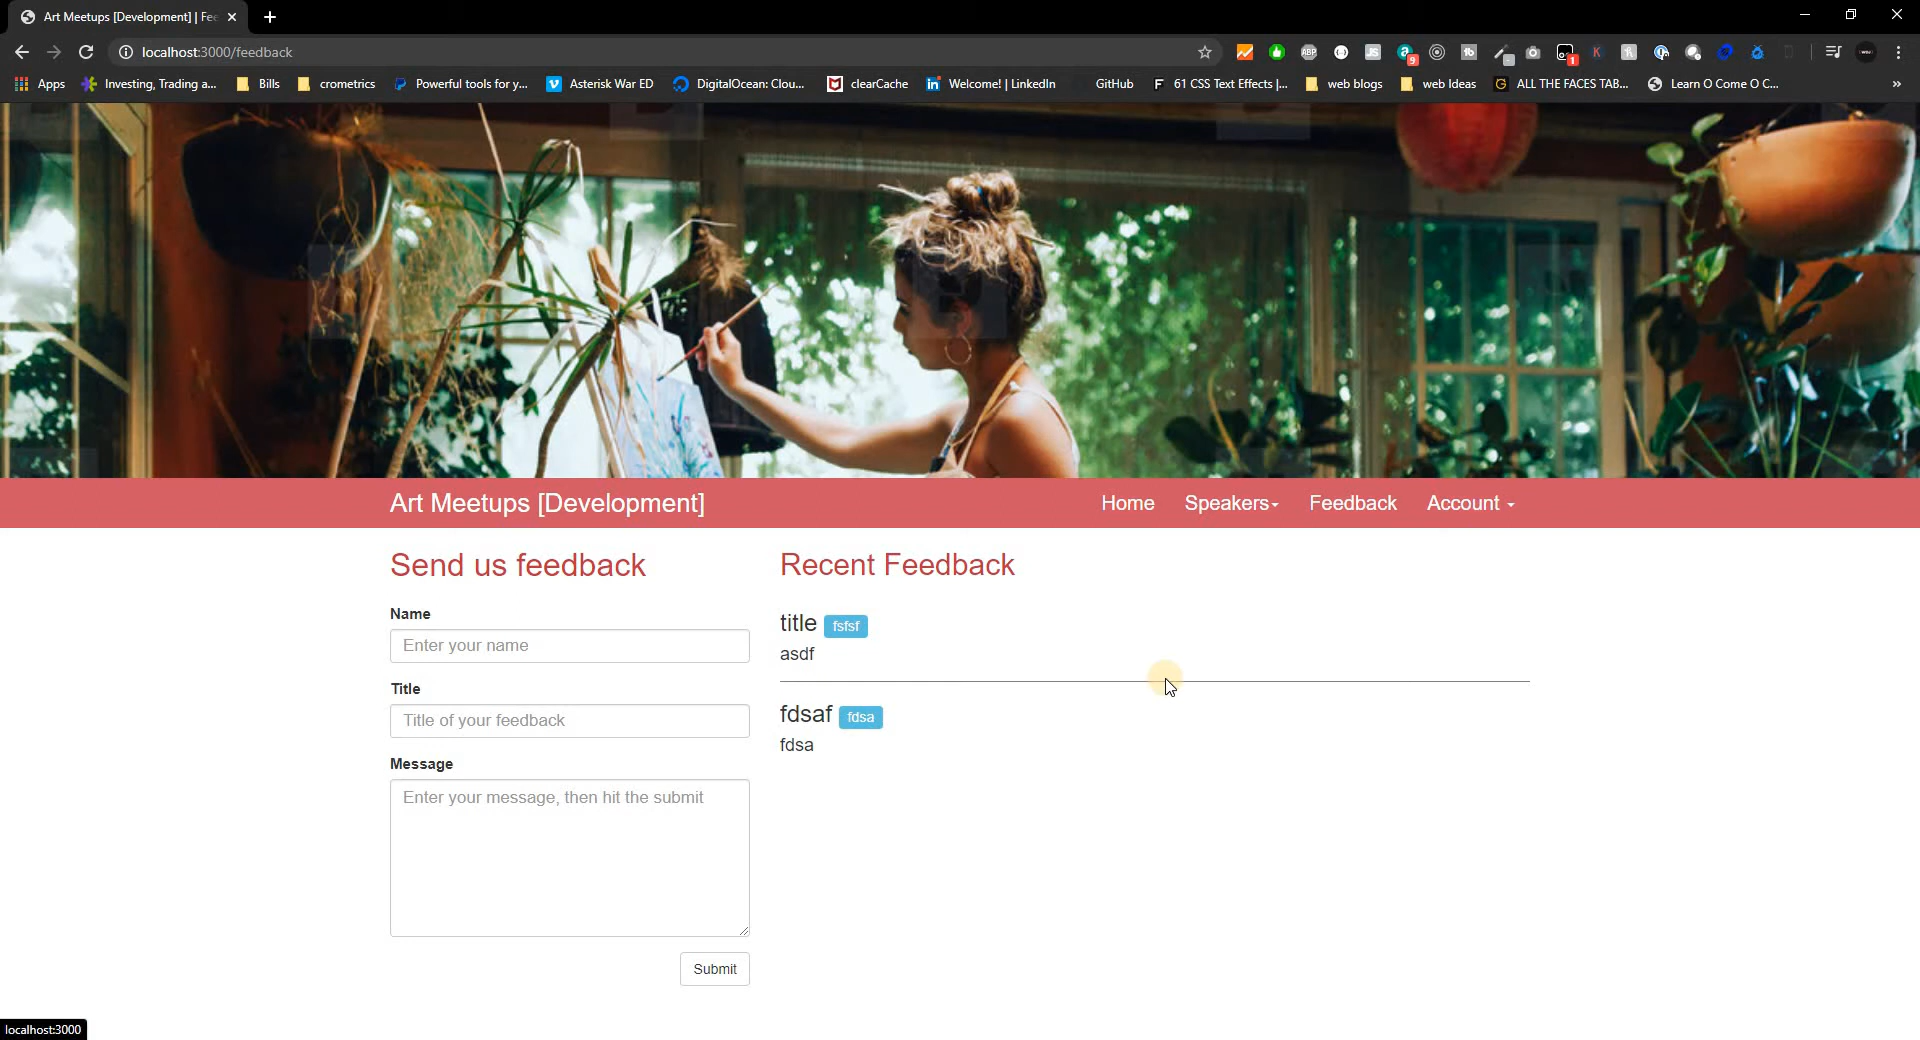 Art Meetups [Development] | Fee
localhost:3000/feedback
ABP
JS
9
1
K
Apps
Investing, Trading a...
Bills
crometrics
Powerful tools for y...
Asterisk War ED
DigitalOcean: Clou...
clearCache
Welcome! | LinkedIn
GitHub
61 CSS Text Effects |...
web blogs
web Ideas
ALL THE FACES TAB...
Learn O Come O C...
»
Art Meetups [Development]
Home
Speakers
Feedback
Account
Send us feedback
Name
Enter your name
Title
Title of your feedback
Message
Enter your message, then hit the submit
Submit
Recent Feedback
title fsfsf
asdf
fdsaf fdsa
fdsa
localhost:3000